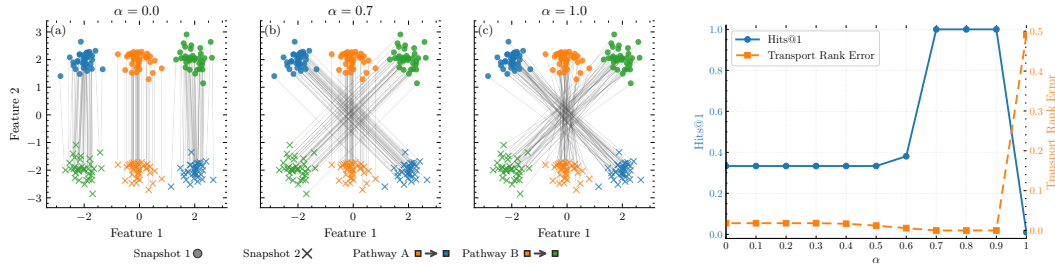 α = 0.0
α = 0.7
α = 1.0
(a)
(b)
(c)
Feature 2
3
2
1
0
−1
−2
−3
−2
0
2
−2
0
2
−2
0
2
Feature 1
Feature 1
Feature 1
Snapshot 1
Snapshot 2
Pathway A
Pathway B
Hits@1
Transport Rank Error
Hits@1
1.0
0.8
0.6
0.4
0.2
0.0
0
0.1
0.2
0.3
0.4
0.5
0.6
0.7
0.8
0.9
1
α
0.5
0.4
0.3
0.2
0.1
0.0
Transport Rank Error